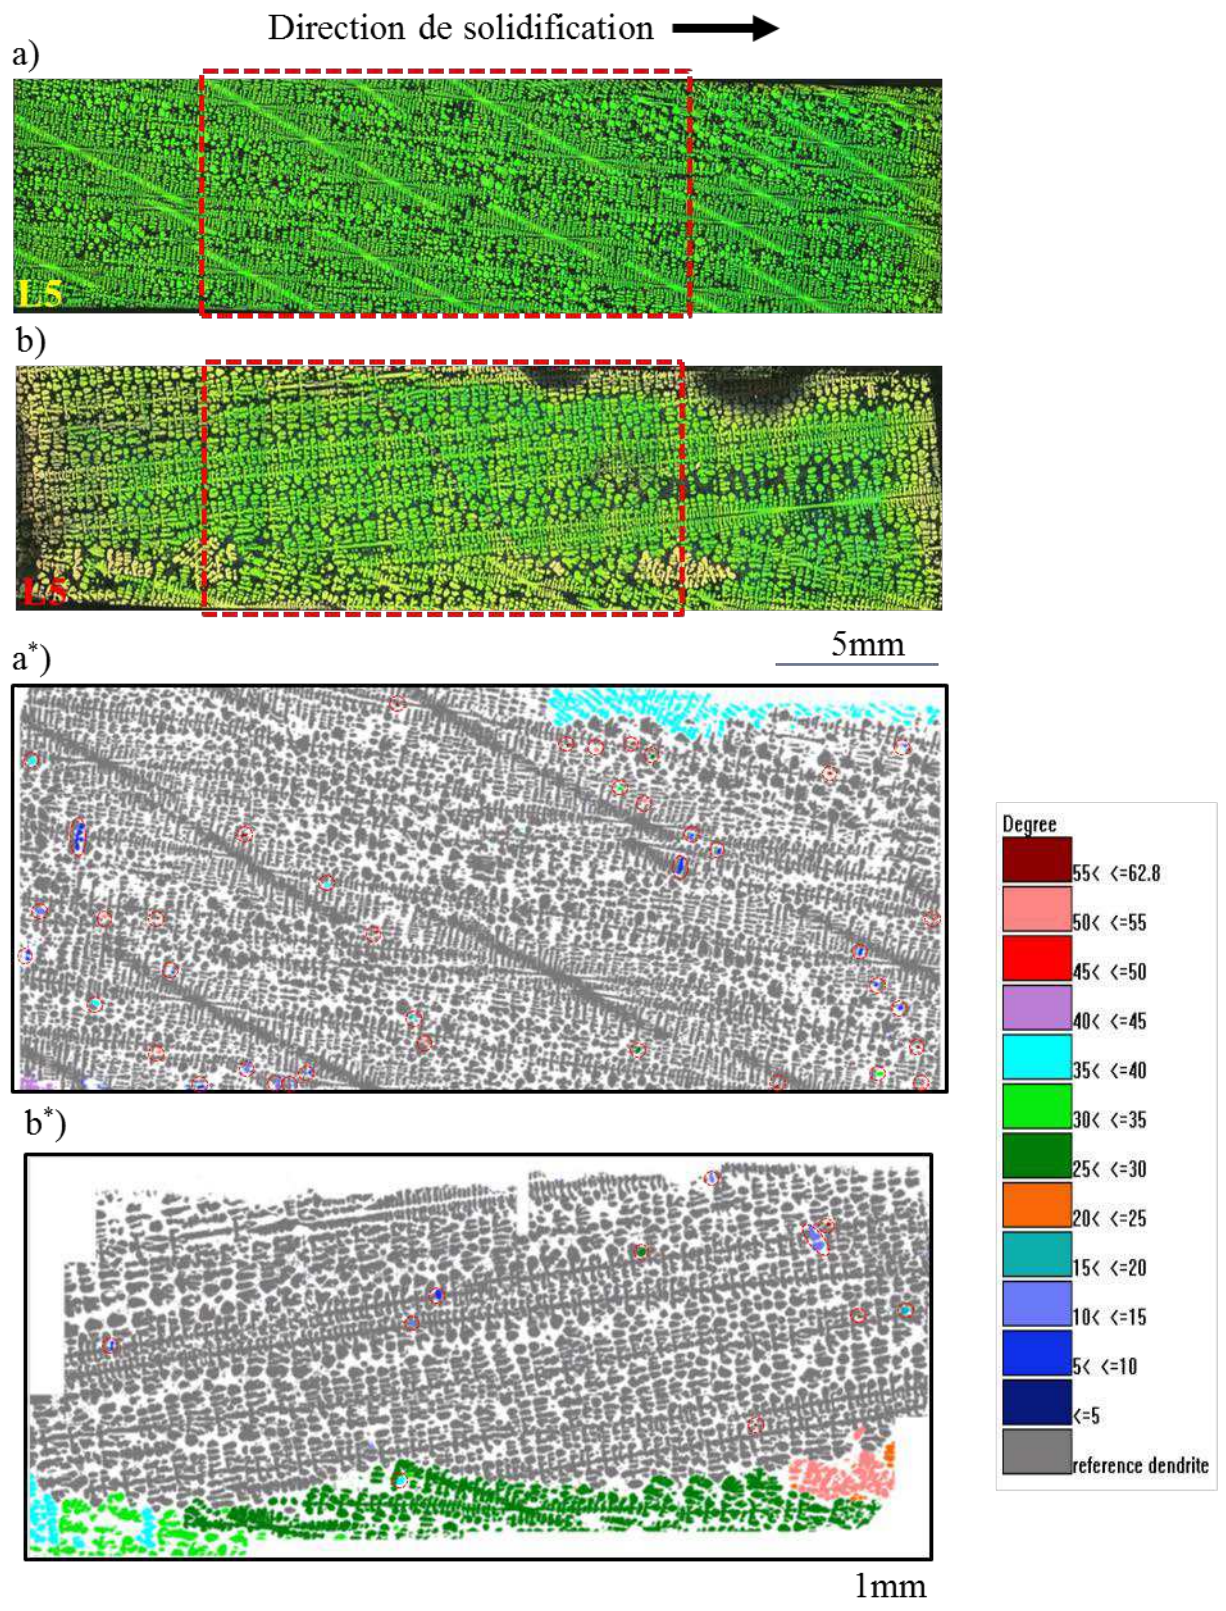 Direction de solidification
a)
L5
b)
L5
5mm
a*)
Degree
55< <=62.8
50< <=55
45< <=50
40< <=45
35< <=40
30< <=35
25< <=30
20< <=25
15< <=20
10< <=15
5< <=10
<=5
reference dendrite
b*)
1mm